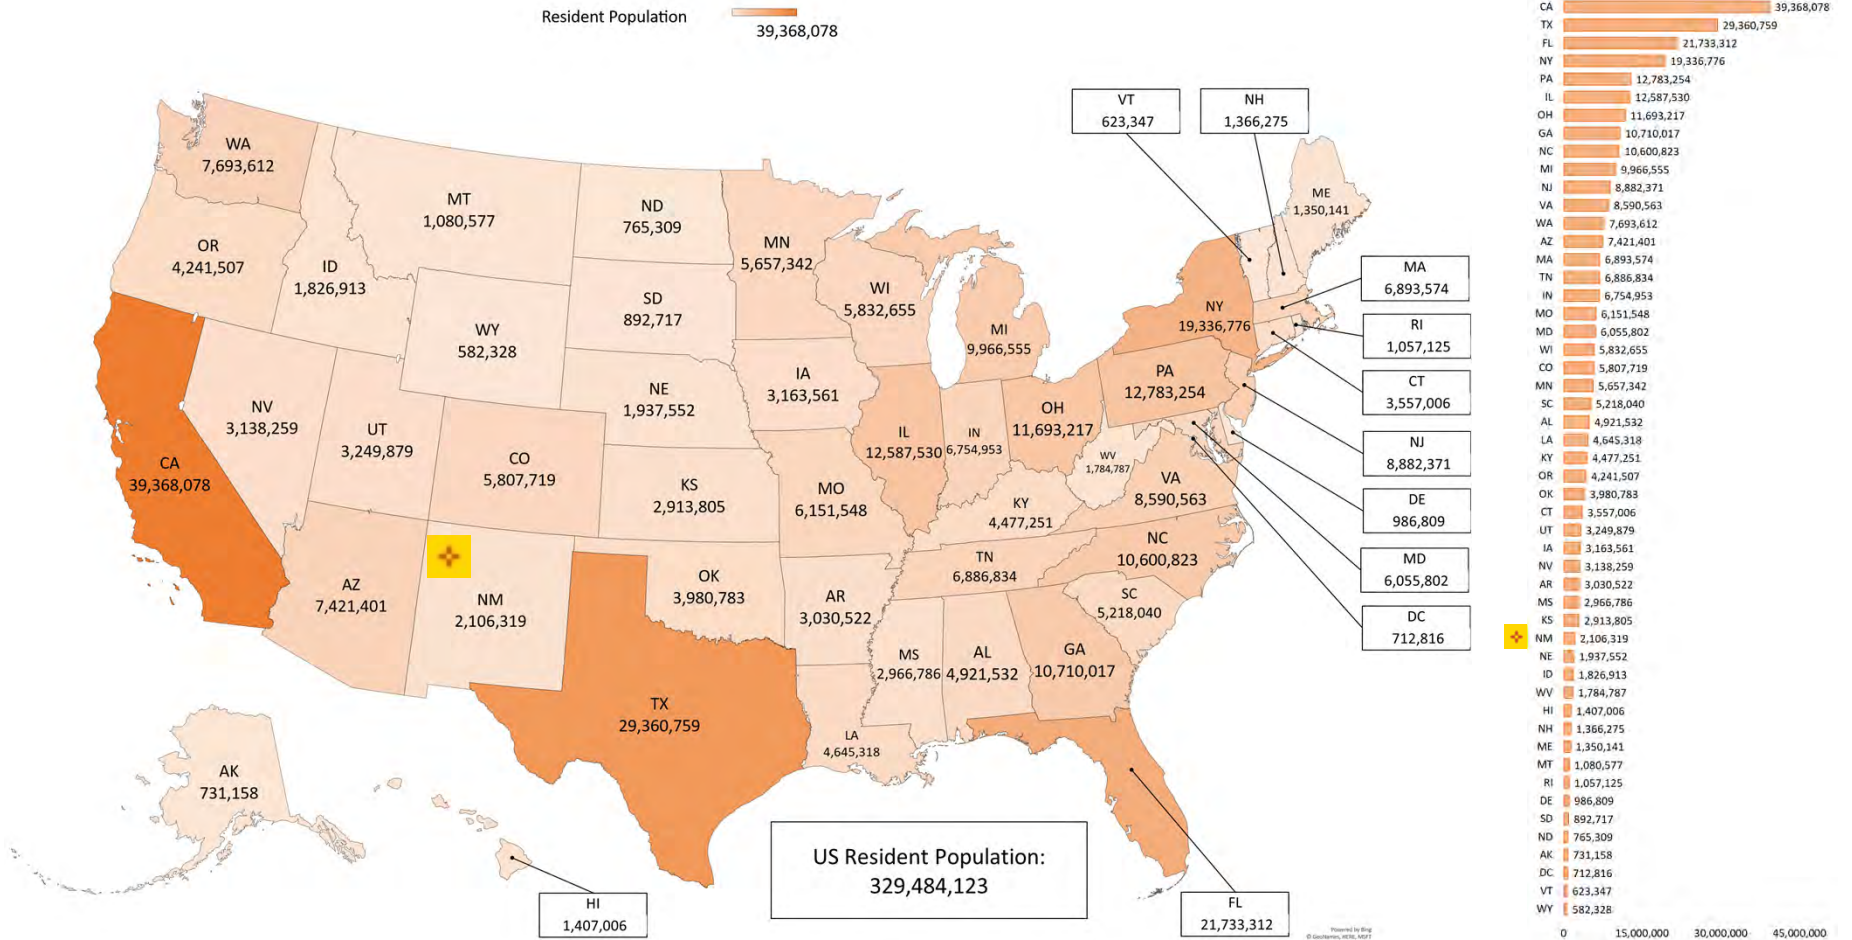 Resident Population
39,368,078
WA
7,693,612
OR
4,241,507
CA
39,368,078
NV
3,138,259
ID
1,826,913
MT
1,080,577
WY
582,328
UT
3,249,879
AZ
7,421,401
CO
5,807,719
NM
2,106,319
ND
765,309
SD
892,717
NE
1,937,552
KS
2,913,805
OK
3,980,783
TX
29,360,759
MN
5,657,342
IA
3,163,561
MO
6,151,548
AR
3,030,522
LA
4,645,318
WI
5,832,655
IL
12,587,530
MI
9,966,555
IN
6,754,953
OH
11,693,217
KY
4,477,251
TN
6,886,834
MS
2,966,786
AL
4,921,532
GA
10,710,017
SC
5,218,040
NC
10,600,823
VA
8,590,563
WV
1,784,787
PA
12,783,254
NY
19,336,776
ME
1,350,141
VT
623,347
NH
1,366,275
MA
6,893,574
RI
1,057,125
CT
3,557,006
NJ
8,882,371
DE
986,809
MD
6,055,802
DC
712,816
FL
21,733,312
AK
731,158
HI
1,407,006
US Resident Population:
329,484,123
Powered by Bing
© GeoNames, HERE, MSFT
CA 39,368,078
TX 29,360,759
FL 21,733,312
NY 19,336,776
PA 12,783,254
IL 12,587,530
OH 11,693,217
GA 10,710,017
NC 10,600,823
MI 9,966,555
NJ 8,882,371
VA 8,590,563
WA 7,693,612
AZ 7,421,401
MA 6,893,574
TN 6,886,834
IN 6,754,953
MO 6,151,548
MD 6,055,802
WI 5,832,655
CO 5,807,719
MN 5,657,342
SC 5,218,040
AL 4,921,532
LA 4,645,318
KY 4,477,251
OR 4,241,507
OK 3,980,783
CT 3,557,006
UT 3,249,879
IA 3,163,561
NV 3,138,259
AR 3,030,522
MS 2,966,786
KS 2,913,805
NM 2,106,319
NE 1,937,552
ID 1,826,913
WV 1,784,787
HI 1,407,006
NH 1,366,275
ME 1,350,141
MT 1,080,577
RI 1,057,125
DE 986,809
SD 892,717
ND 765,309
AK 731,158
DC 712,816
VT 623,347
WY 582,328
0 15,000,000 30,000,000 45,000,000